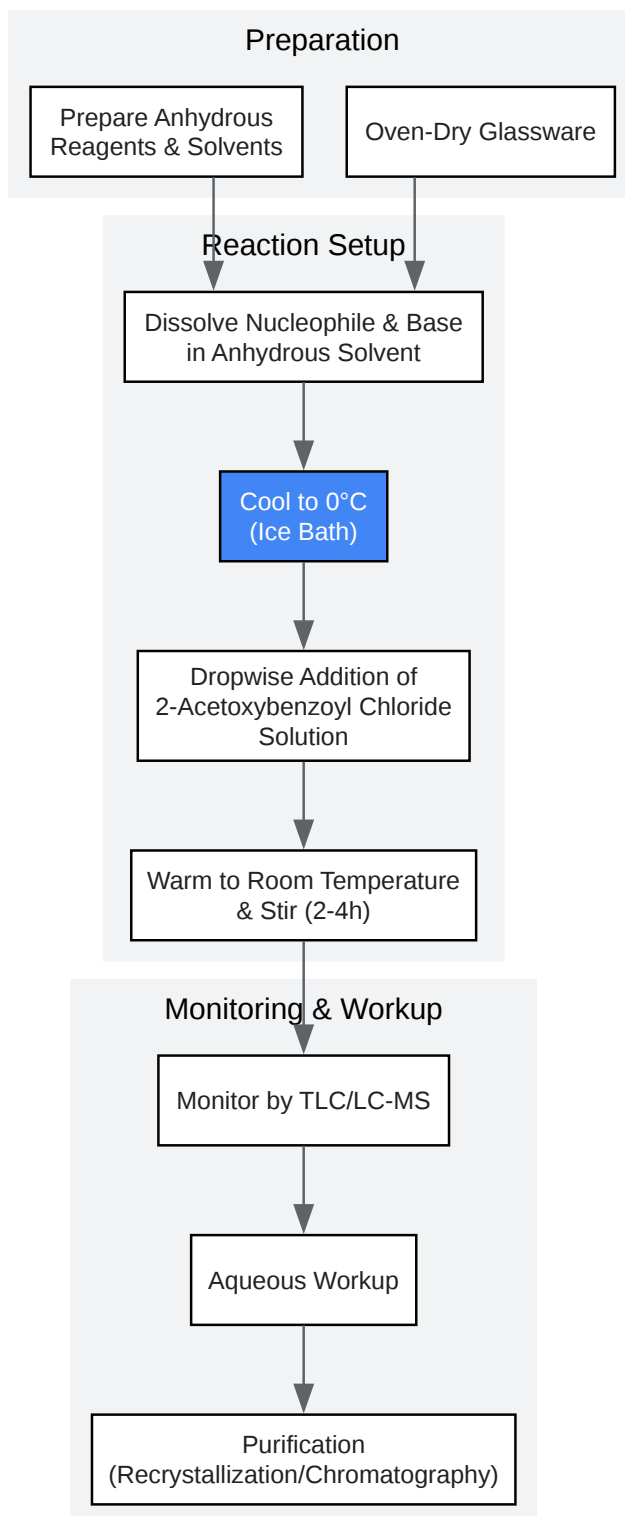 Preparation
Prepare Anhydrous
Reagents & Solvents
Oven-Dry Glassware
Reaction Setup
Dissolve Nucleophile & Base
in Anhydrous Solvent
Cool to 0°C
(Ice Bath)
Dropwise Addition of
2-Acetoxybenzoyl Chloride
Solution
Warm to Room Temperature
& Stir (2-4h)
Monitoring & Workup
Monitor by TLC/LC-MS
Aqueous Workup
Purification
(Recrystallization/Chromatography)